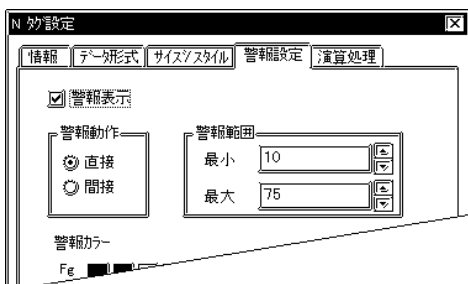 N ﾀｸﾞ設定
情報 ﾃﾞｰﾀ形式 ｻｲｽﾞ/ｽﾀｲﾙ 警報設定 演算処理
警報表示
警報動作 警報範囲
直接 最小 10
間接 最大 75
警報ｶﾗｰ
Fg